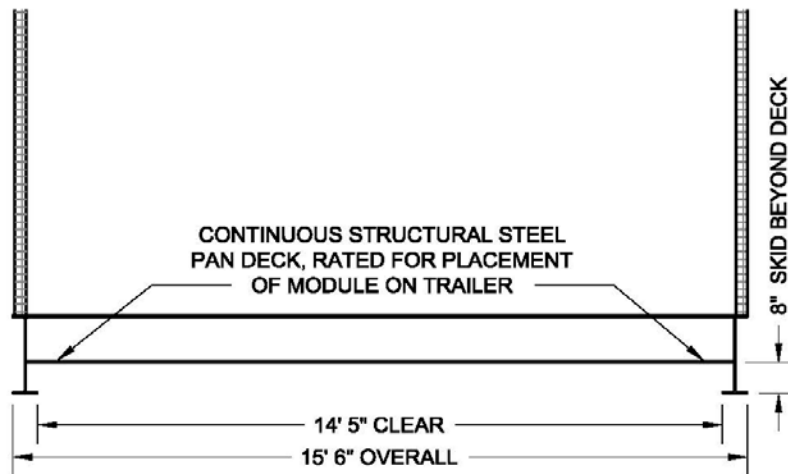 CONTINUOUS STRUCTURAL STEEL
PAN DECK, RATED FOR PLACEMENT
OF MODULE ON TRAILER
8" SKID BEYOND DECK
14' 5" CLEAR
15' 6" OVERALL